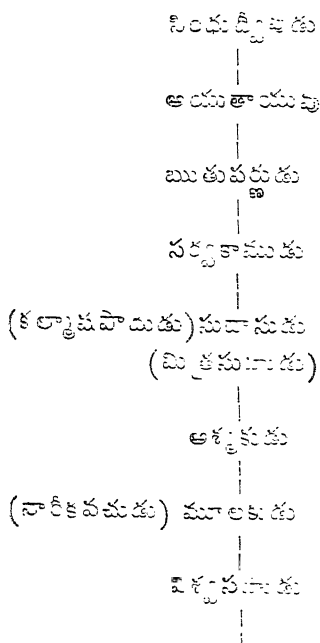 సింధుద్వీపుడు
అయుతాయువు
ఋతుపర్ణుడు
సర్వకాముడు
(కల్మాషపాదుడు) సుదాసుడు
(మిత్రసహుడు)
అశ్మకుడు
(నారీకవచుడు) మూలకుడు
విశ్వసహుడు